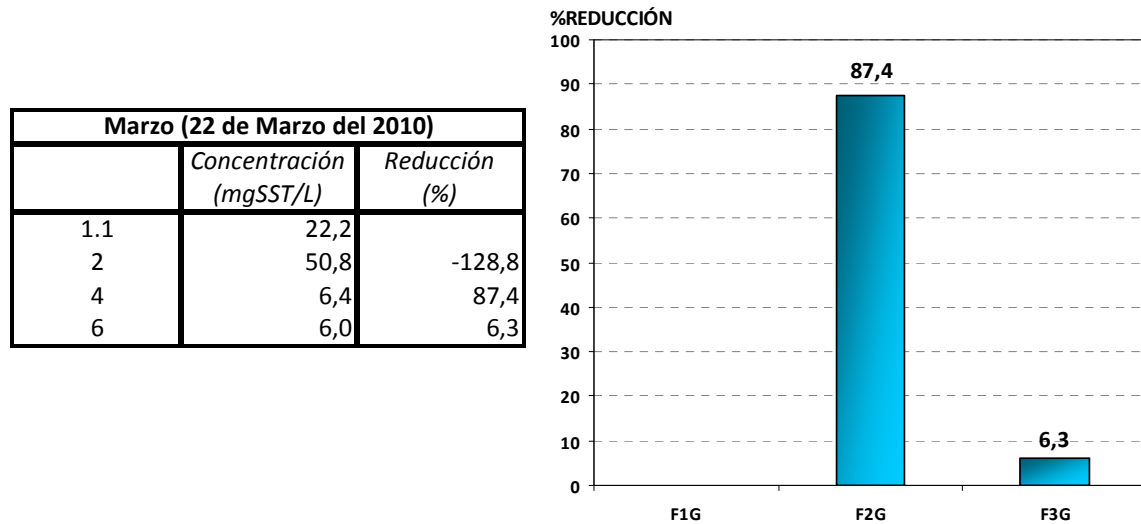 Marzo (22 de Marzo del 2010)
Concentración Reducción
(mgSST/L) (%)
1.1 22,2
2 50,8 -128,8
4 6,4 87,4
6 6,0 6,3
%REDUCCIÓN
100
90
80
70
60
50
40
30
20
10
0
87,4
6,3
F1G F2G F3G